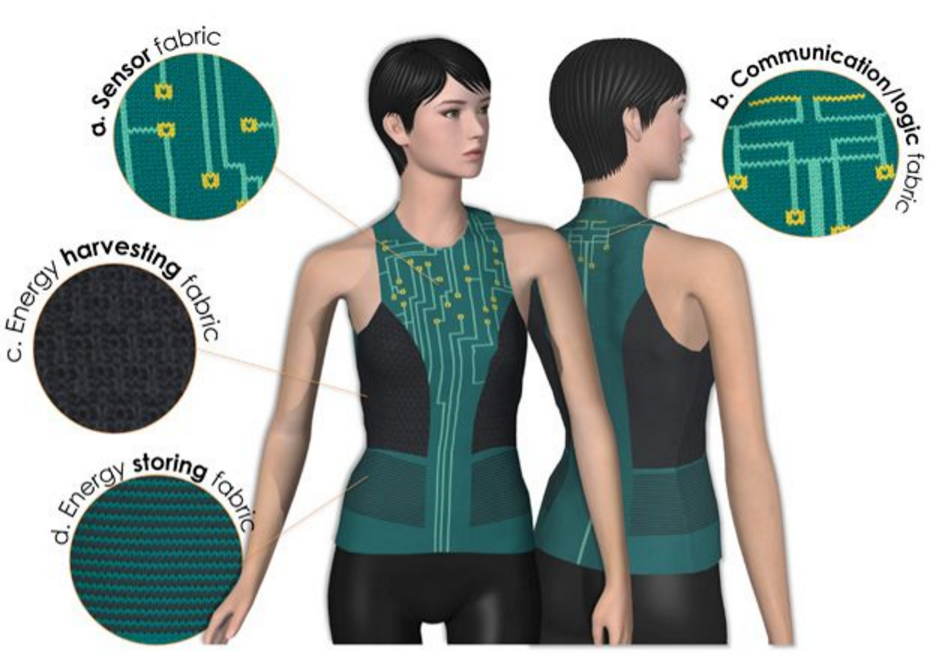 a. Sensor fabric
b. Communication/logic fabric
c. Energy harvesting fabric
d. Energy storing fabric